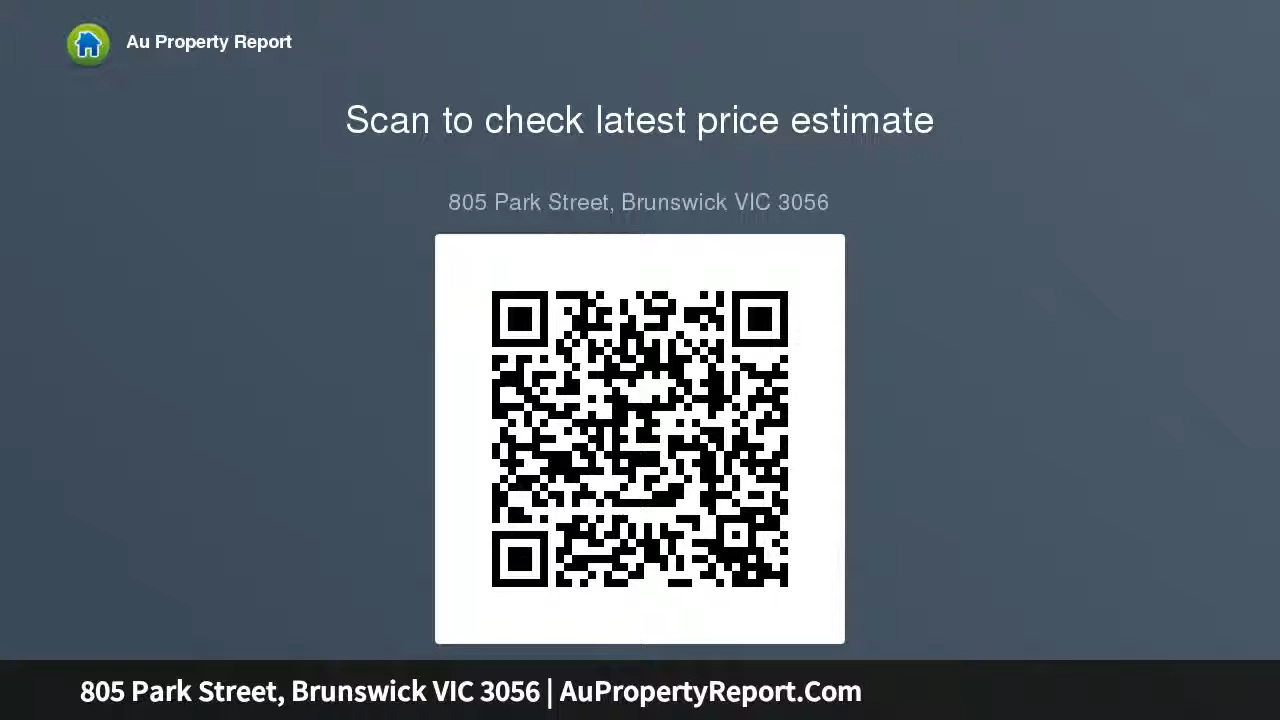 Au Property Report
Scan to check latest price estimate
805 Park Street, Brunswick VIC 3056
805 Park Street, Brunswick VIC 3056 | AuPropertyReport.Com